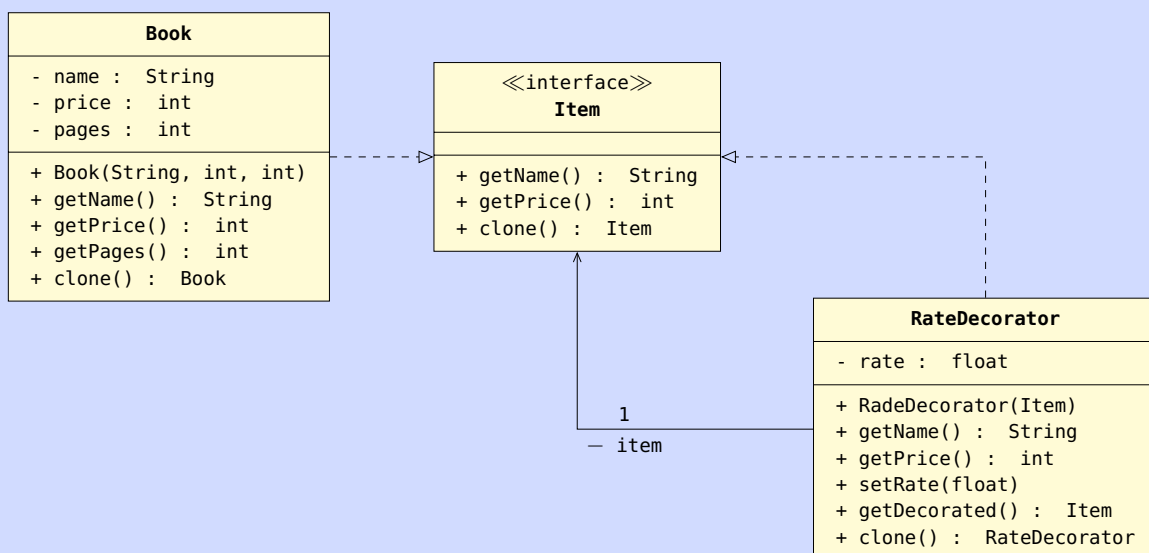 Book
- name : String
- price : int
- pages : int
+ Book(String, int, int)
+ getName() : String
+ getPrice() : int
+ getPages() : int
+ clone() : Book
≪interface≫
Item
+ getName() : String
+ getPrice() : int
+ clone() : Item
1
− item
RateDecorator
- rate : float
+ RadeDecorator(Item)
+ getName() : String
+ getPrice() : int
+ setRate(float)
+ getDecorated() : Item
+ clone() : RateDecorator